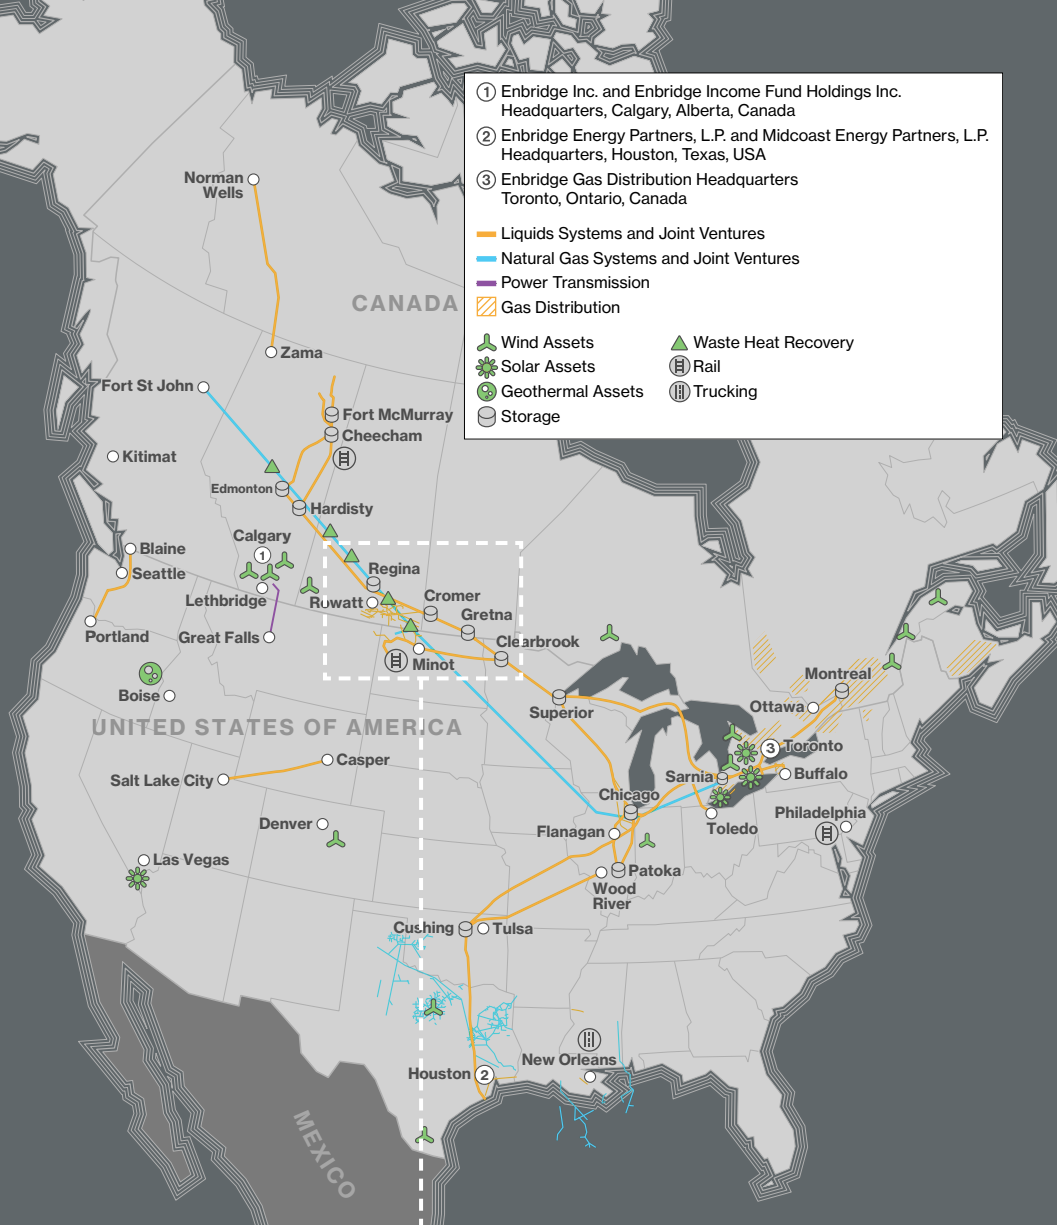 1 Enbridge Inc. and Enbridge Income Fund Holdings Inc.
Headquarters, Calgary, Alberta, Canada
2 Enbridge Energy Partners, L.P. and Midcoast Energy Partners, L.P.
Headquarters, Houston, Texas, USA
3 Enbridge Gas Distribution Headquarters
Toronto, Ontario, Canada
Liquids Systems and Joint Ventures
Natural Gas Systems and Joint Ventures
Power Transmission
Gas Distribution
Wind Assets
Waste Heat Recovery
Solar Assets
Rail
Geothermal Assets
Trucking
Storage
Norman
Wells
CANADA
Zama
Fort St John
Fort McMurray
Cheecham
Kitimat
Edmonton
Hardisty
Calgary
1
Blaine
Seattle
Regina
Lethbridge
Rowatt
Cromer
Gretna
Portland
Great Falls
Clearbrook
Minot
Boise
Montreal
Ottawa
Superior
UNITED STATES OF AMERICA
3
Toronto
Casper
Salt Lake City
Sarnia
Buffalo
Chicago
Philadelphia
Denver
Flanagan
Toledo
Las Vegas
Patoka
Wood
River
Cushing
Tulsa
New Orleans
Houston
2
MEXICO